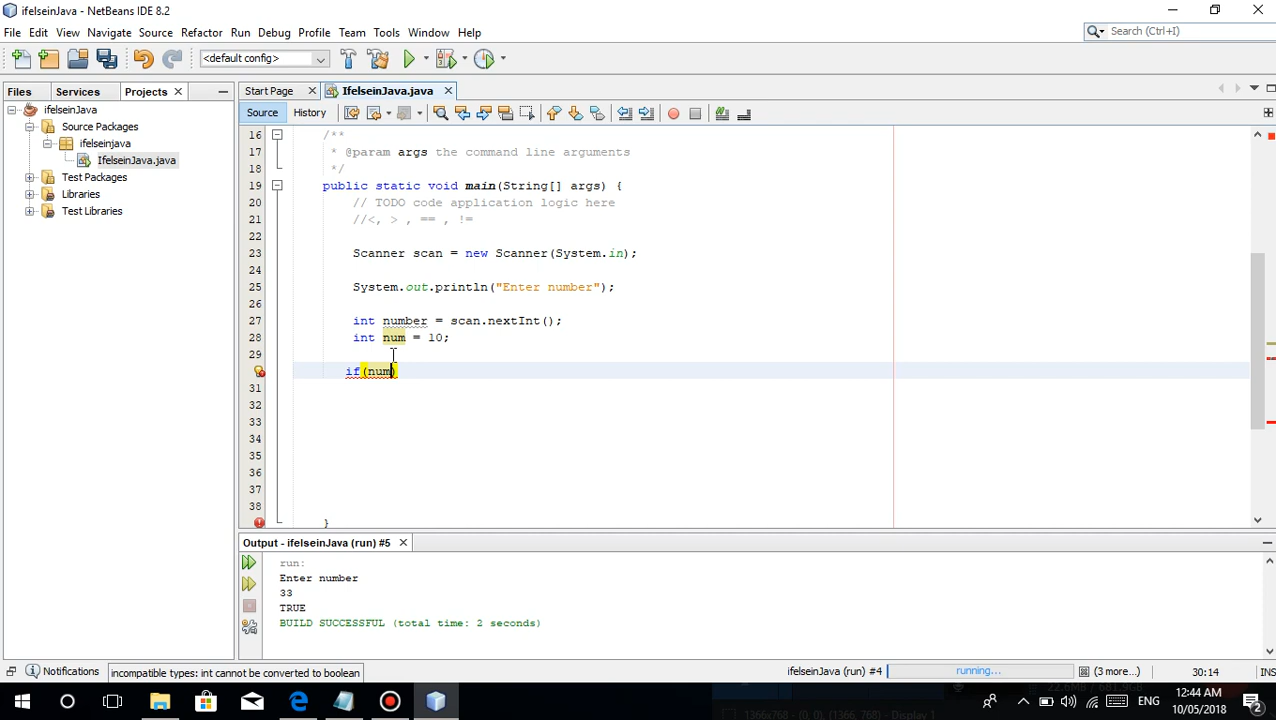 ifelseinJava - NetBeans IDE 8.2
File Edit View Navigate Source Refactor Run Debug Profile Team Tools Window Help
Search (Ctrl+I)
<default config>
Files Services Projects
Start Page IfelseinJava.java
Source History
ifelseinJava
Source Packages
ifelseinjava
IfelseinJava.java
Test Packages
Libraries
Test Libraries
16 /**
17 * @param args the command line arguments
18 */
19 public static void main(String[] args) {
20 // TODO code application logic here
21 //<, > , == , !=
22
23 Scanner scan = new Scanner(System.in);
24
25 System.out.println("Enter number");
26
27 int number = scan.nextInt();
28 int num = 10;
29
if(num)
31
32
33
34
35
36
37
38
}
Output - ifelseinJava (run) #5
run:
Enter number
33
TRUE
BUILD SUCCESSFUL (total time: 2 seconds)
Notifications
incompatible types: int cannot be converted to boolean
ifelseinJava (run) #4
running...
(3 more...)
30:14
INS
ENG
12:44 AM
10/05/2018
2